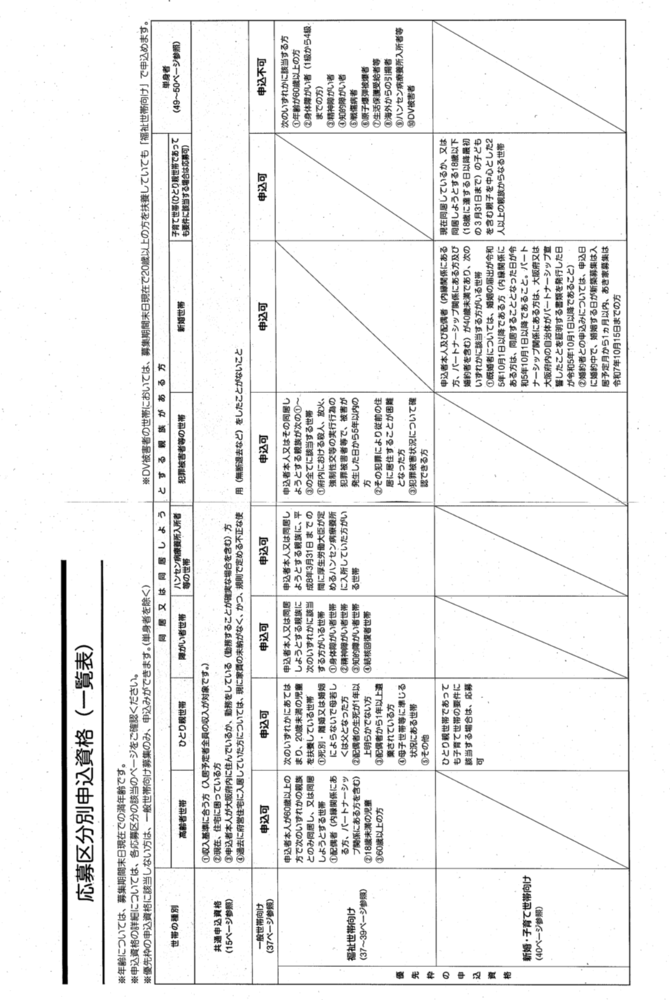 応募区分別申込資格（一覧表）
※年齢については、募集期間末日現在での満年齢です。
※申込資格の詳細については、各応募区分の該当のページをご確認ください。
※優先枠の申込資格に該当しない方は、一般世帯向け募集のみ、申込みができます。(単身者を除く)
※DV被害者の世帯においては、募集期間末日現在で20歳以上の方を扶養していても「福祉世帯向け」で申込めます。
世帯の種別
同居又は同居しようとする親族がある方
高齢者世帯
ひとり親世帯
障がい者世帯
ハンセン病療養所入所者
等の世帯
犯罪被害者等の世帯
新婚世帯
子育て世帯(ひとり親世帯であって
も要件に該当する場合は応募可)
単身者
(49〜50ページ参照)
共通申込資格
(15ページ参照)
①収入基準に合う方（入居予定者全員の収入が対象です。）
②現在、住宅に困っている方
③申込者本人が大阪府内に住んでいるか、勤務をしている（勤務することが確実な場合を含む）方
④過去に府営住宅に入居していた方については、現に家賃の未納がなく、かつ、規則で定める不正な使用（無断退去など）をしたことがないこと
一般世帯向け
(37ページ参照)
申込可
申込可
申込可
申込可
申込可
申込可
申込可
申込不可
優先枠の申込資格
福祉世帯向け
(37〜39ページ参照)
申込者本人が60歳以上の
方で次のいずれかの親族
とのみ同居し、又は同居
しようとする世帯
①配偶者（内縁関係にあ
る方、パートナーシッ
プ関係にある方を含む）
②18歳未満の児童
③60歳以上の方
次のいずれかにあては
まり、20歳未満の児童
を扶養している世帯
①死別・離婚又は婚姻
によらないで母若し
くは父となった方
②配偶者の生死が1年以
上明らかでない方
③配偶者から1年以上遺
棄されている方
④母子世帯等に準じる
状況にある世帯
⑤その他
申込者本人又は同居
しようとする親族に
次のいずれかに該当
する方がいる世帯
①身体障がい者世帯
②精神障がい者世帯
③知的障がい者世帯
④結核回復者世帯
申込者本人又は同居し
ようとする親族に、平
成8年3月31日までの
間に厚生労働大臣が定
めるハンセン病療養所
に入所していた方がい
る世帯
申込者本人又はその同居し
ようとする親族が次の①〜
③の全てに該当する世帯
①府内における殺人、放火、
強制性交等の実行行為の
犯罪被害者等で、被害が
発生した日から5年以内の
方
②その犯罪により従前の住
居に居住することが困難
となった方
③犯罪被害状況について確
認できる方
次のいずれかに該当する方
①年齢が60歳以上の方
②身体障がい者（1級から4級
までの方）
③精神障がい者
④知的障がい者
⑤戦傷病者
⑥原子爆弾被爆者
⑦生活保護受給者等
⑧海外からの引揚者
⑨ハンセン病療養所入所者等
⑩DV被害者
新婚・子育て世帯向け
(40ページ参照)
ひとり親世帯であって
も子育て世帯の要件に
該当する場合は、応募
可
申込者本人及び配偶者（内縁関係にある
方、パートナーシップ関係にある方及び
婚約者を含む）が40歳未満であり、次の
いずれかに該当する方がいる世帯
①既婚者については、婚姻の届出が令和
5年10月1日以降である方（内縁関係に
ある方は、同居することとなった日が令
和5年10月1日以降であること。パート
ナーシップ関係にある方は、大阪府又は
大阪府内の自治体がパートナーシップ宣
誓したことを証明する書類を発行した日
が令和5年10月1日以降であること）
②婚約者との申込みについては、申込日
に婚約中で、婚姻する日が新築募集は入
居予定月から1ヵ月以内、あき家募集は
令和7年10月15日までの方
現在同居しているか、又は
同居しようとする18歳以下
（18歳に達する日以降最初
の3月31日まで）の子ども
を含む親子を中心とした2
人以上の親族からなる世帯